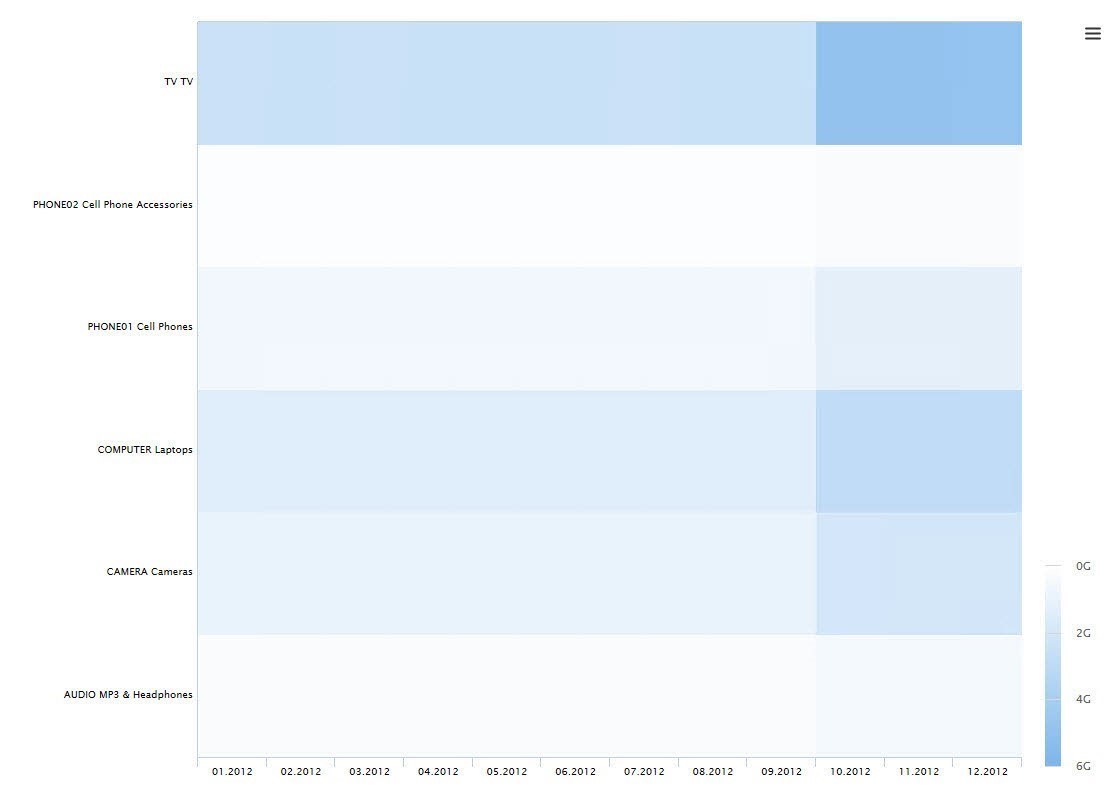 TV TV
PHONE02 Cell Phone Accessories
PHONE01 Cell Phones
COMPUTER Laptops
CAMERA Cameras
AUDIO MP3 & Headphones
01.2012 02.2012 03.2012 04.2012 05.2012 06.2012 07.2012 08.2012 09.2012 10.2012 11.2012 12.2012
0G
2G
4G
6G